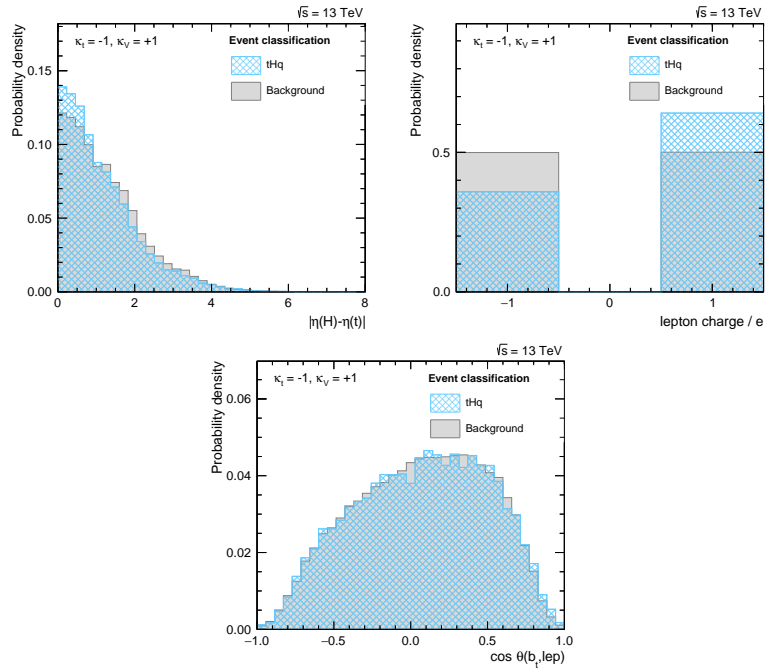 √s = 13 TeV
κt = -1, κV = +1
Event classification
tHq
Background
Probability density
0.15
0.10
0.05
0.00
0 2 4 6 8
|η(H)-η(t)|
√s = 13 TeV
κt = -1, κV = +1
Event classification
tHq
Background
Probability density
0.5
0.0
−1 0 1
lepton charge / e
√s = 13 TeV
κt = -1, κV = +1
Event classification
tHq
Background
Probability density
0.06
0.04
0.02
0.00
−1.0 −0.5 0.0 0.5 1.0
cos θ(bt,lep)